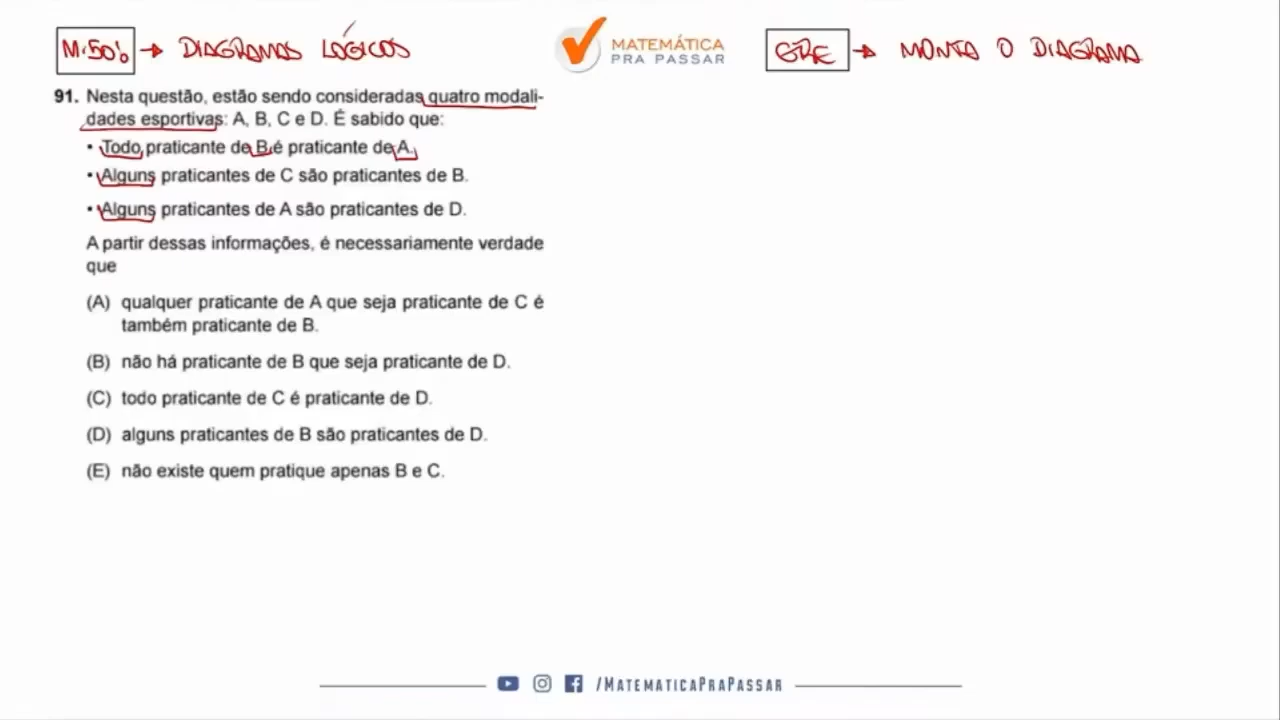 M.50% → DIAGRAMAS LÓGICOS
MATEMÁTICA
PRA PASSAR
→ MONTA O DIAGRAMA
91. Nesta questão, estão sendo consideradas quatro modali-
dades esportivas: A, B, C e D. É sabido que:
• Todo praticante de B é praticante de A.
• Alguns praticantes de C são praticantes de B.
• Alguns praticantes de A são praticantes de D.
A partir dessas informações, é necessariamente verdade
que
(A) qualquer praticante de A que seja praticante de C é
também praticante de B.
(B) não há praticante de B que seja praticante de D.
(C) todo praticante de C é praticante de D.
(D) alguns praticantes de B são praticantes de D.
(E) não existe quem pratique apenas B e C.
/MATEMATICAPRAPASSAR